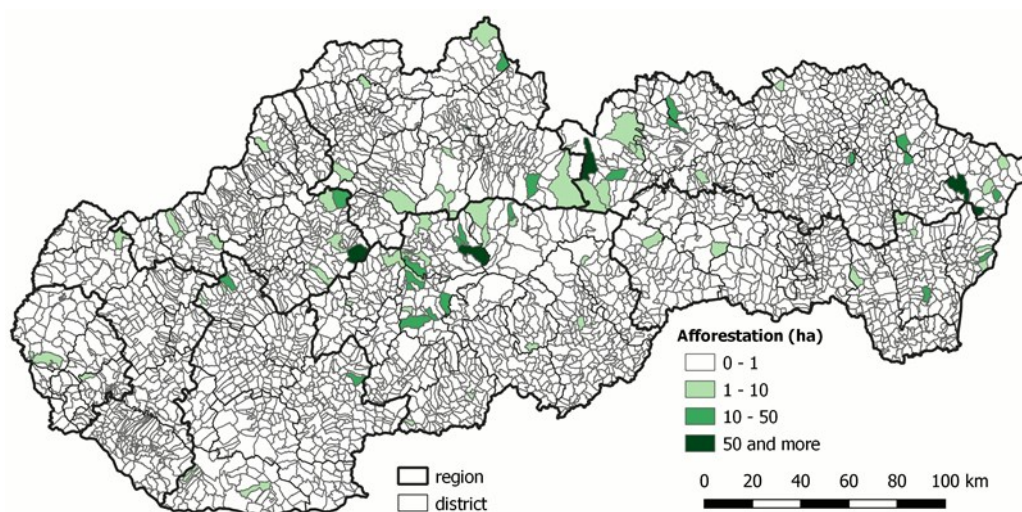 Afforestation (ha)
0 - 1
1 - 10
10 - 50
50 and more
region
district
0 20 40 60 80 100 km